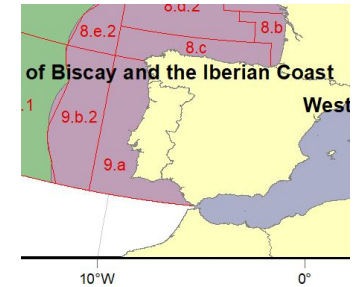 8.d.2
8.e.2
8.b
8.c
of Biscay and the Iberian Coast
.1
West
9.b.2
9.a
10°W
0°